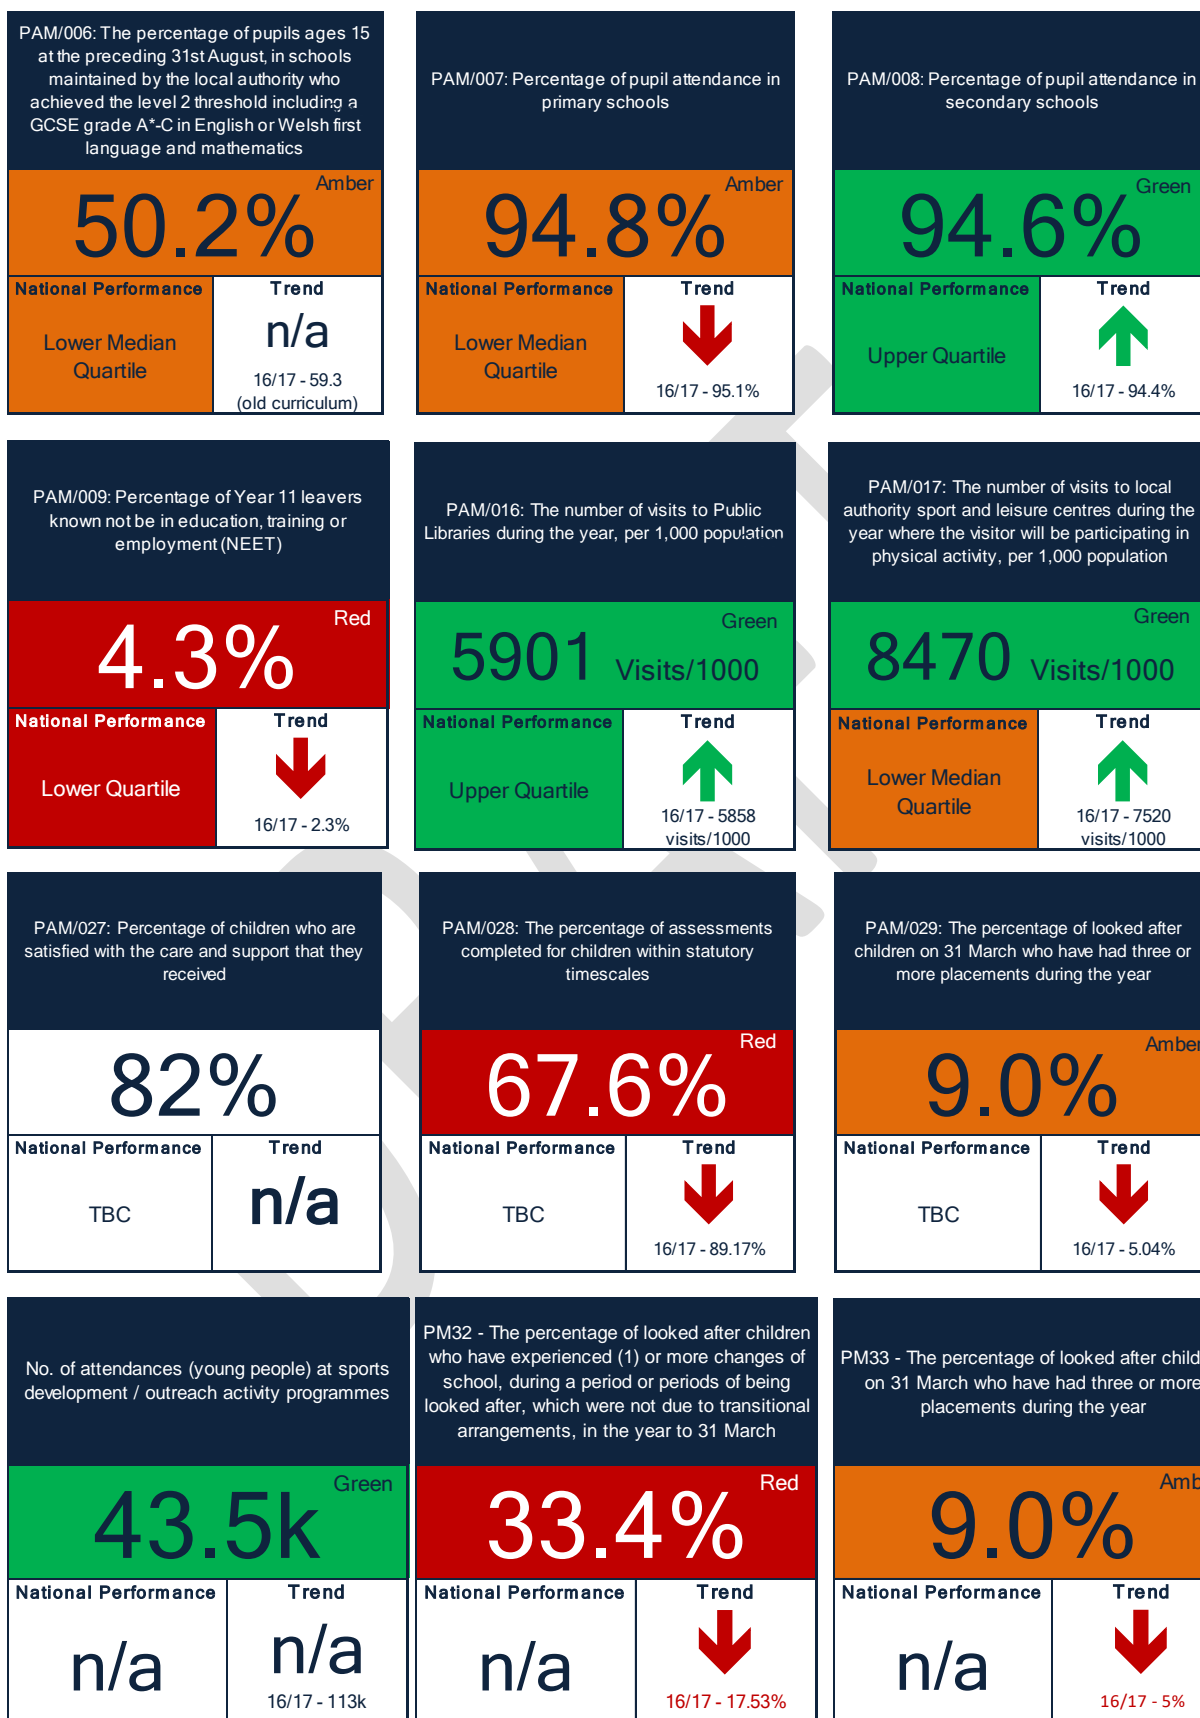 PAM/006: The percentage of pupils ages 15
at the preceding 31st August, in schools
maintained by the local authority who
achieved the level 2 threshold including a
GCSE grade A*-C in English or Welsh first
language and mathematics
Amber
50.2%
National Performance
Lower Median
Quartile
Trend
n/a
16/17 - 59.3
(old curriculum)
PAM/007: Percentage of pupil attendance in
primary schools
Amber
94.8%
National Performance
Lower Median
Quartile
Trend
16/17 - 95.1%
PAM/008: Percentage of pupil attendance in
secondary schools
Green
94.6%
National Performance
Upper Quartile
Trend
16/17 - 94.4%
PAM/009: Percentage of Year 11 leavers
known not be in education, training or
employment (NEET)
Red
4.3%
National Performance
Lower Quartile
Trend
16/17 - 2.3%
PAM/016: The number of visits to Public
Libraries during the year, per 1,000 population
Green
5901 Visits/1000
National Performance
Upper Quartile
Trend
16/17 - 5858
visits/1000
PAM/017: The number of visits to local
authority sport and leisure centres during the
year where the visitor will be participating in
physical activity, per 1,000 population
Green
8470 Visits/1000
National Performance
Lower Median
Quartile
Trend
16/17 - 7520
visits/1000
PAM/027: Percentage of children who are
satisfied with the care and support that they
received
82%
National Performance
TBC
Trend
n/a
PAM/028: The percentage of assessments
completed for children within statutory
timescales
Red
67.6%
National Performance
TBC
Trend
16/17 - 89.17%
PAM/029: The percentage of looked after
children on 31 March who have had three or
more placements during the year
Amber
9.0%
National Performance
TBC
Trend
16/17 - 5.04%
No. of attendances (young people) at sports
development / outreach activity programmes
Green
43.5k
National Performance
n/a
Trend
n/a
16/17 - 113k
PM32 - The percentage of looked after children
who have experienced (1) or more changes of
school, during a period or periods of being
looked after, which were not due to transitional
arrangements, in the year to 31 March
Red
33.4%
National Performance
n/a
Trend
16/17 - 17.53%
PM33 - The percentage of looked after child
on 31 March who have had three or more
placements during the year
Amb
9.0%
National Performance
n/a
Trend
16/17 - 5%